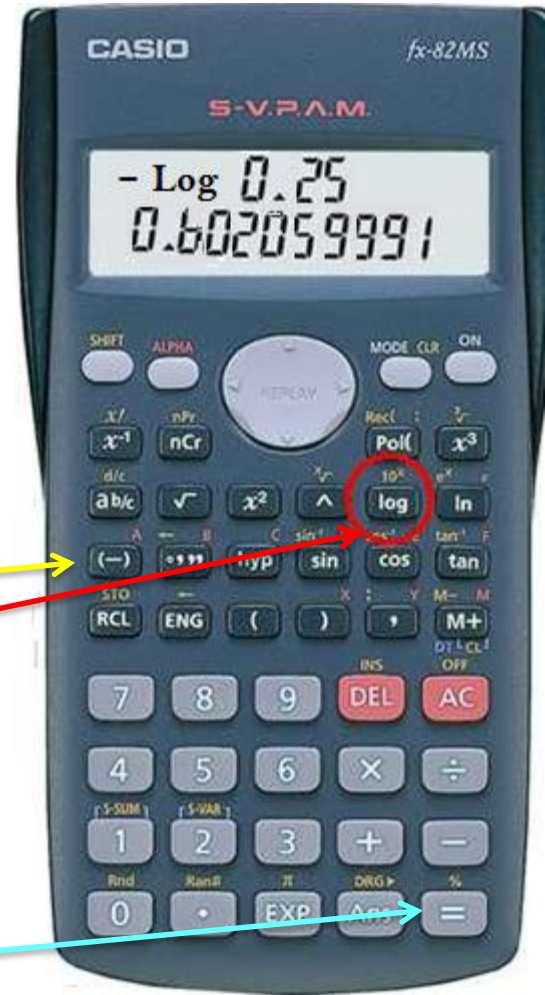 CASIO fx-82MS
S-V.P.A.M.
- Log 0.25
0.602059991
SHIFT ALPHA MODE CLR ON
REPLAY
x! nPr Rec( : ³√
x⁻¹ nCr Pol( x³
d/c ˣ√ 10ˣ eˣ e
ab/c √ x² ^ log ln
A ← B C sin⁻¹ D cos⁻¹ E tan⁻¹ F
(−) °,,, hyp sin cos tan
STO ← X ; Y M− M
RCL ENG ( ) , M+
DT CL
INS OFF
7 8 9 DEL AC
4 5 6 × ÷
S-SUM S-VAR
1 2 3 + −
Rnd Ran# π DRG► %
0 · EXP Ans =